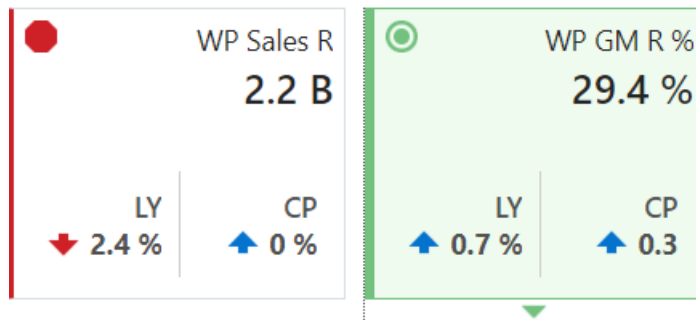 WP Sales R
2.2 B
LY
2.4 %
CP
0 %
WP GM R %
29.4 %
LY
0.7 %
CP
0.3